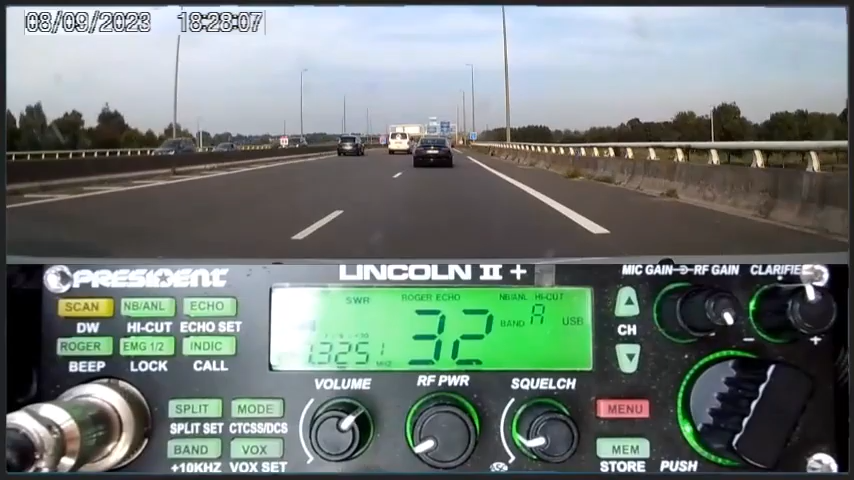 08/09/2023 18:28:07
PRESIDENT LINCOLN II + MIC GAIN RF GAIN CLARIFIER
SCAN NB/ANL ECHO
DW HI-CUT ECHO SET
ROGER EMG 1/2 INDIC
BEEP LOCK CALL
SWR ROGER ECHO NB/ANL HI-CUT
32 BAND A USB
CH
VOLUME RF PWR SQUELCH
SPLIT MODE
SPLIT SET CTCSS/DCS
BAND VOX
+10KHZ VOX SET
MENU
MEM
STORE PUSH
- +